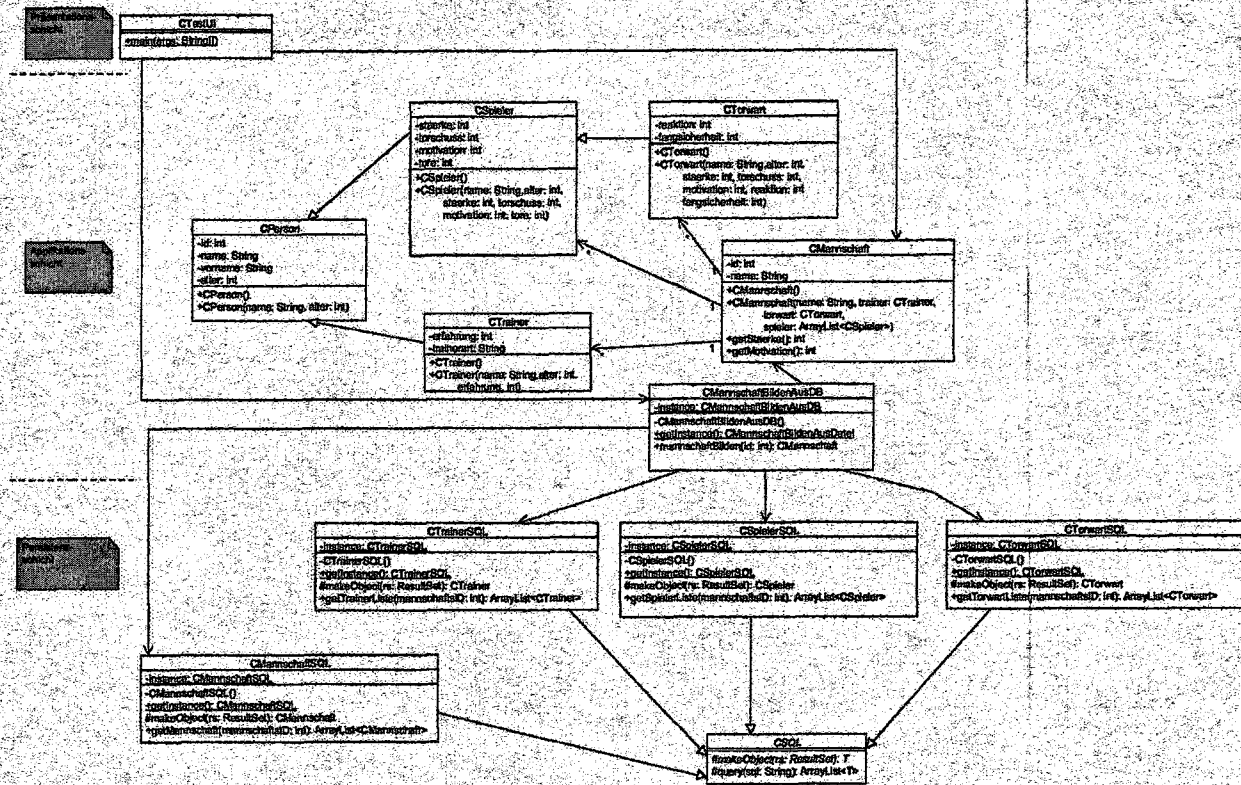 Präsentations
schicht
CTestUI
+main(args: String[])
CSpieler
-staerke: int
-torschuss: int
-motivation: int
-tore: int
+CSpieler()
+CSpieler(name: String,alter: int,
staerke: int, torschuss: int,
motivation: int, tore: int)
CTorwart
-reaktion: int
-fangsicherheit: int
+CTorwart()
+CTorwart(name: String,alter: int,
staerke: int, torschuss: int,
motivation: int, reaktion: int
fangsicherheit: int)
CPerson
-id: int
-name: String
-vorname: String
-alter: int
+CPerson()
+CPerson(name: String, alter: int)
Applikations
schicht
CMannschaft
-id: int
-name: String
+CMannschaft()
+CMannschaft(name: String, trainer: CTrainer,
torwart: CTorwart,
spieler: ArrayList<CSpieler>)
+getStaerke(): int
+getMotivation(): int
CTrainer
-erfahrung: int
-trainerart: String
+CTrainer()
+CTrainer(name: String,alter: int,
erfahrung: int)
*
1
*
1
*
1
CMannschaftBildenAusDB
-instance: CMannschaftBildenAusDB
-CMannschaftBildenAusDB()
+getInstance(): CMannschaftBildenAusDatei
+mannschaftBilden(id: int): CMannschaft
schicht
CTrainerSQL
-instance: CTrainerSQL
-CTrainerSQL()
+getInstance(): CTrainerSQL
#makeObject(rs: ResultSet): CTrainer
+getTrainerListe(mannschaftsID: int): ArrayList<CTrainer>
CSpielerSQL
-instance: CSpielerSQL
-CSpielerSQL()
+getInstance(): CSpielerSQL
#makeObject(rs: ResultSet): CSpieler
+getSpielerListe(mannschaftsID: int): ArrayList<CSpieler>
CTorwartSQL
-instance: CTorwartSQL
-CTorwartSQL()
+getInstance(): CTorwartSQL
#makeObject(rs: ResultSet): CTorwart
+getTorwartListe(mannschaftsID: int): ArrayList<CTorwart>
CMannschaftSQL
-instance: CMannschaftSQL
-CMannschaftSQL()
+getInstance(): CMannschaftSQL
#makeObject(rs: ResultSet): CMannschaft
+getMannschaft(mannschaftsID: int): ArrayList<CMannschaft>
CSQL
#makeObject(rs: ResultSet): T
#query(sql: String): ArrayList<T>